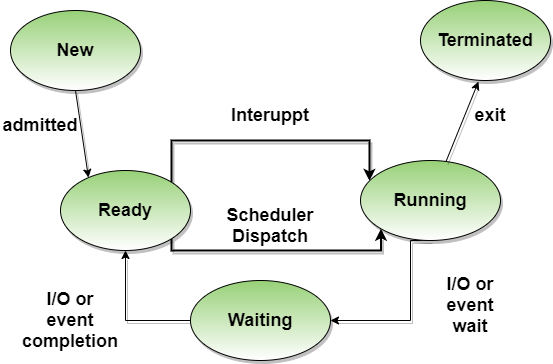 New
Terminated
admitted
Interuppt
exit
Ready
Running
Scheduler
Dispatch
I/O or
event
completion
Waiting
I/O or
event
wait